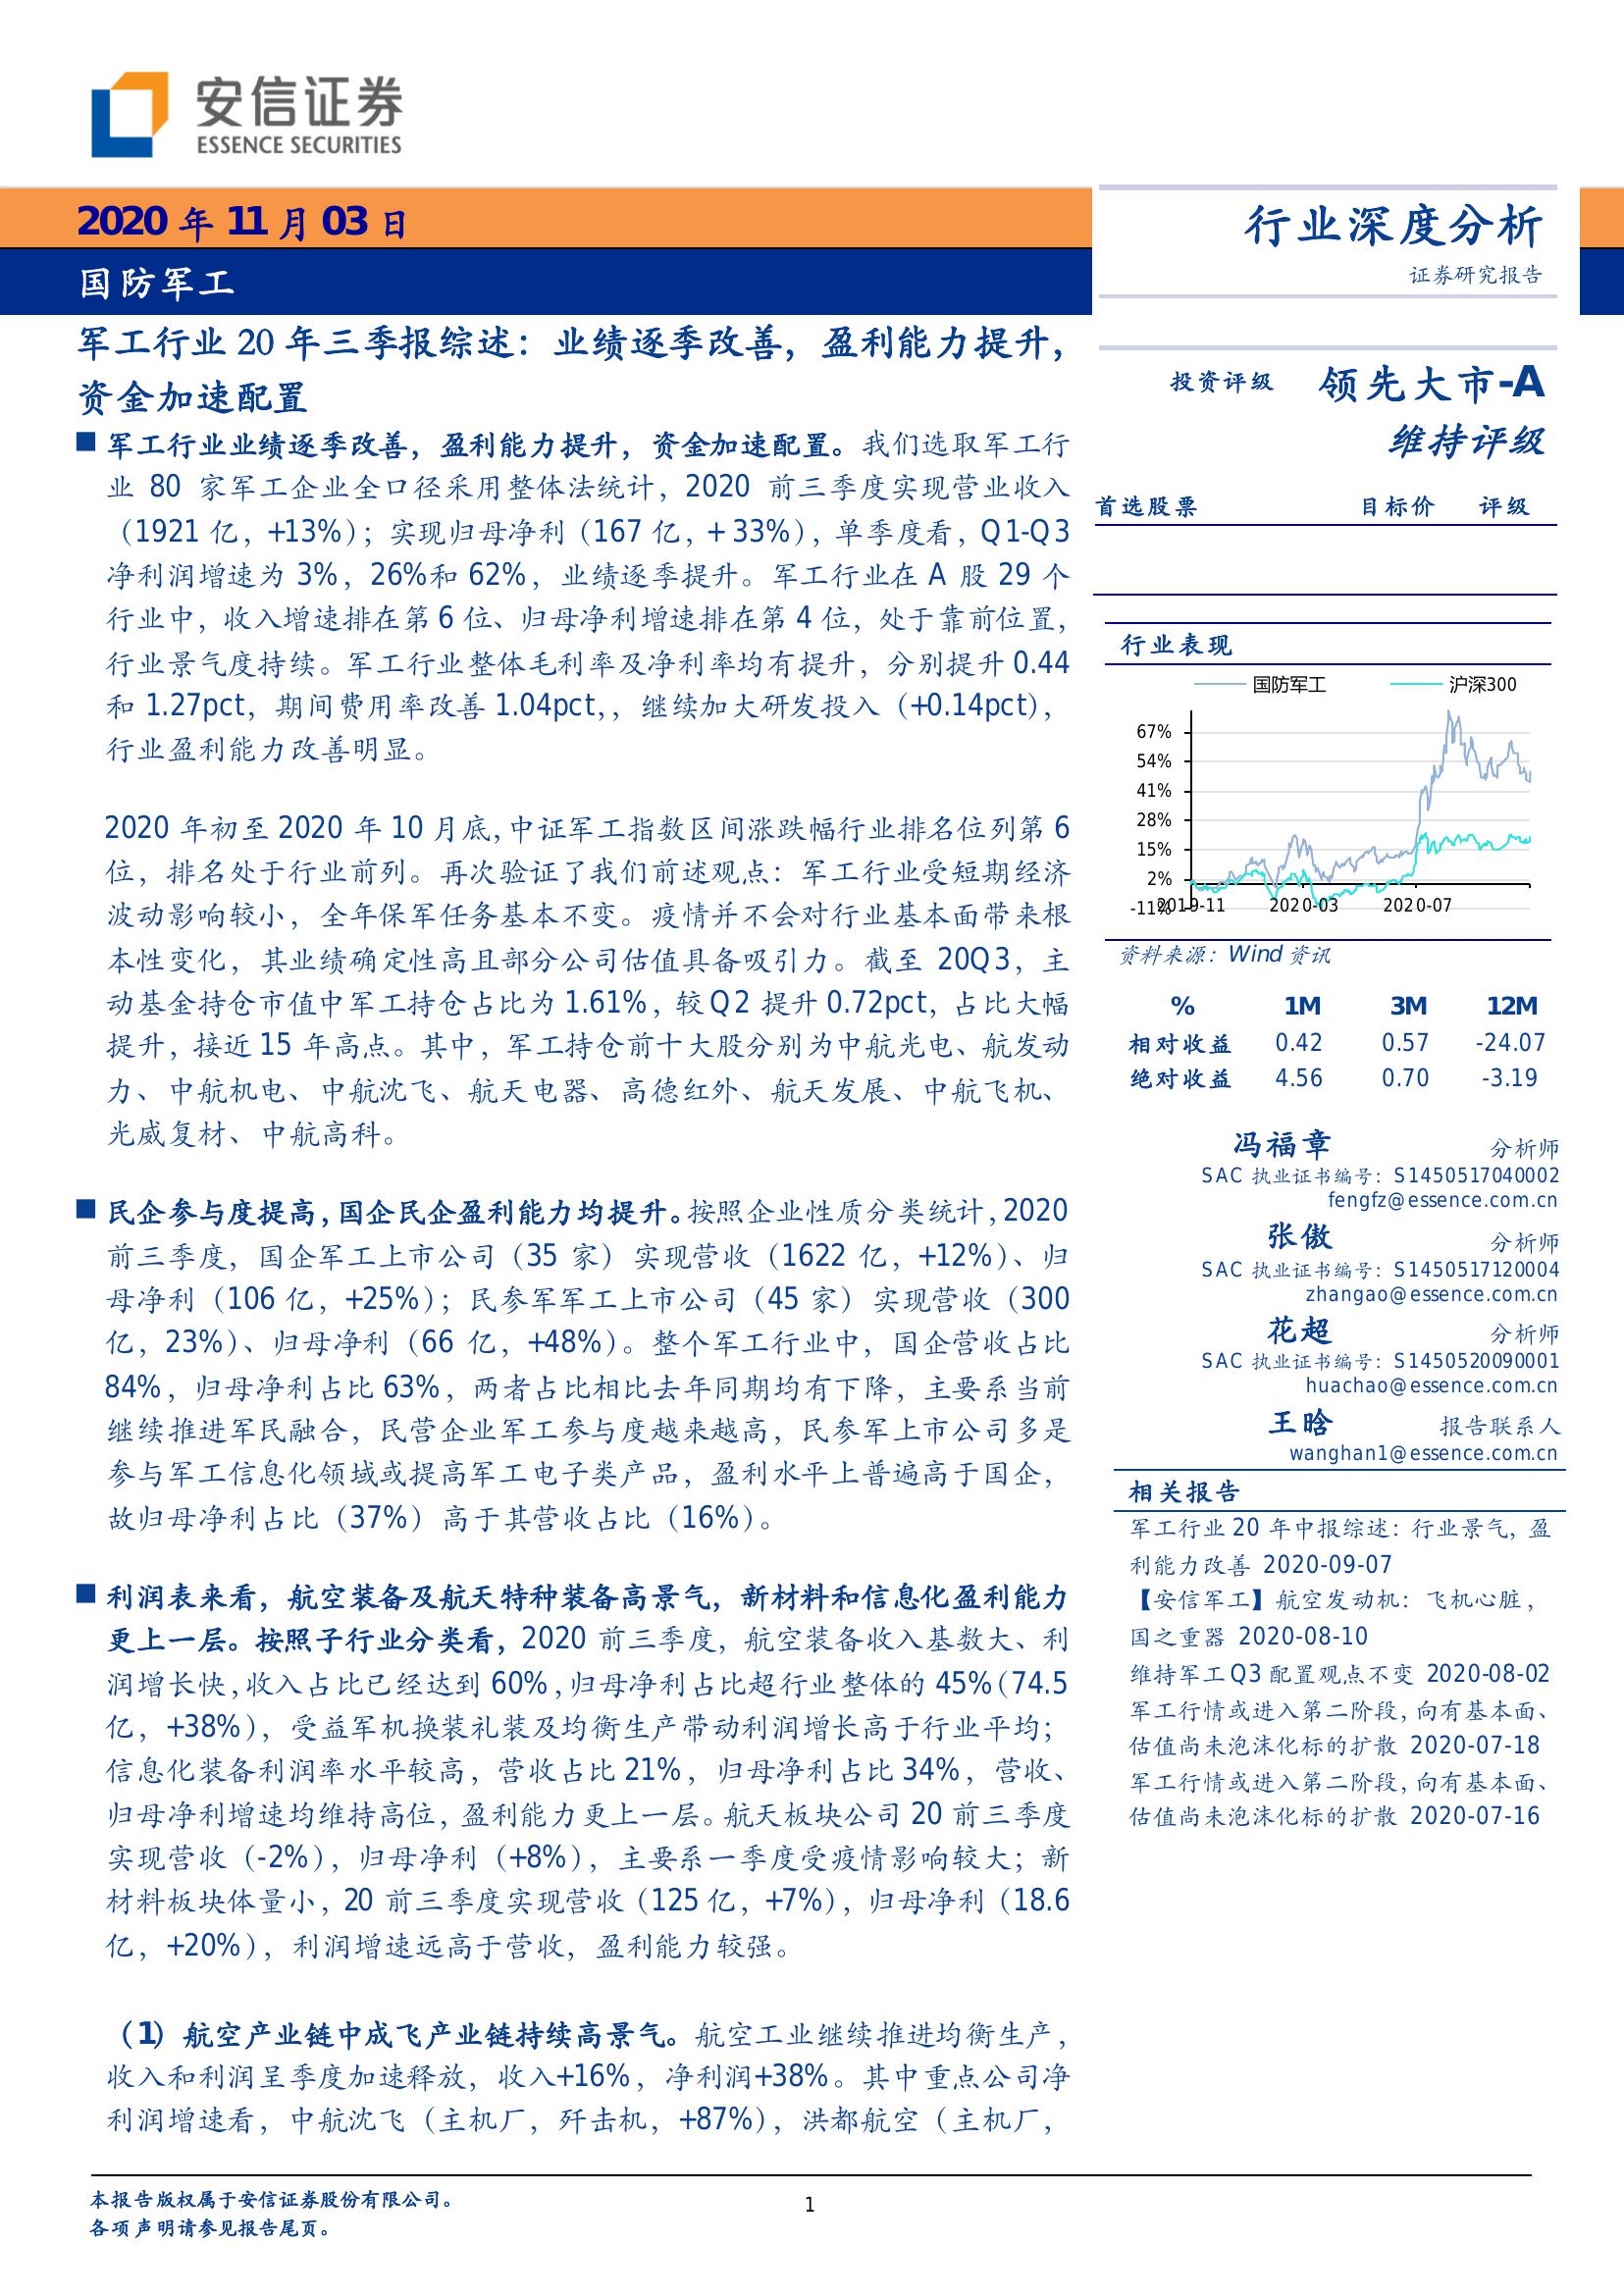 安信证券
ESSENCE SECURITIES
2020 年 11 月 03 日
国防军工
军工行业 20 年三季报综述：业绩逐季改善，盈利能力提升，
资金加速配置
■ 军工行业业绩逐季改善，盈利能力提升，资金加速配置。我们选取军工行
业 80 家军工企业全口径采用整体法统计，2020 前三季度实现营业收入
（1921 亿，+13%）；实现归母净利（167 亿，+ 33%），单季度看，Q1-Q3
净利润增速为 3%，26%和 62%，业绩逐季提升。军工行业在 A 股 29 个
行业中，收入增速排在第 6 位、归母净利增速排在第 4 位，处于靠前位置，
行业景气度持续。军工行业整体毛利率及净利率均有提升，分别提升 0.44
和 1.27pct，期间费用率改善 1.04pct，，继续加大研发投入（+0.14pct），
行业盈利能力改善明显。
2020 年初至 2020 年 10 月底，中证军工指数区间涨跌幅行业排名位列第 6
位，排名处于行业前列。再次验证了我们前述观点：军工行业受短期经济
波动影响较小，全年保军任务基本不变。疫情并不会对行业基本面带来根
本性变化，其业绩确定性高且部分公司估值具备吸引力。截至 20Q3，主
动基金持仓市值中军工持仓占比为 1.61%，较 Q2 提升 0.72pct，占比大幅
提升，接近 15 年高点。其中，军工持仓前十大股分别为中航光电、航发动
力、中航机电、中航沈飞、航天电器、高德红外、航天发展、中航飞机、
光威复材、中航高科。
■ 民企参与度提高，国企民企盈利能力均提升。按照企业性质分类统计，2020
前三季度，国企军工上市公司（35 家）实现营收（1622 亿，+12%）、归
母净利（106 亿，+25%）；民参军军工上市公司（45 家）实现营收（300
亿，23%）、归母净利（66 亿，+48%）。整个军工行业中，国企营收占比
84%，归母净利占比 63%，两者占比相比去年同期均有下降，主要系当前
继续推进军民融合，民营企业军工参与度越来越高，民参军上市公司多是
参与军工信息化领域或提高军工电子类产品，盈利水平上普遍高于国企，
故归母净利占比（37%）高于其营收占比（16%）。
■ 利润表来看，航空装备及航天特种装备高景气，新材料和信息化盈利能力
更上一层。按照子行业分类看，2020 前三季度，航空装备收入基数大、利
润增长快，收入占比已经达到 60%，归母净利占比超行业整体的 45%（74.5
亿，+38%），受益军机换装礼装及均衡生产带动利润增长高于行业平均；
信息化装备利润率水平较高，营收占比 21%，归母净利占比 34%，营收、
归母净利增速均维持高位，盈利能力更上一层。航天板块公司 20 前三季度
实现营收（-2%），归母净利（+8%），主要系一季度受疫情影响较大；新
材料板块体量小，20 前三季度实现营收（125 亿，+7%），归母净利（18.6
亿，+20%），利润增速远高于营收，盈利能力较强。
（1）航空产业链中成飞产业链持续高景气。航空工业继续推进均衡生产，
收入和利润呈季度加速释放，收入+16%，净利润+38%。其中重点公司净
利润增速看，中航沈飞（主机厂，歼击机，+87%），洪都航空（主机厂，
行业深度分析
证券研究报告
投资评级 领先大市-A
维持评级
首选股票 目标价 评级
行业表现
国防军工 沪深300
67%
54%
41%
28%
15%
2%
-11%
2019-11 2020-03 2020-07
资料来源：Wind 资讯
% 1M 3M 12M
相对收益 0.42 0.57 -24.07
绝对收益 4.56 0.70 -3.19
冯福章 分析师
SAC 执业证书编号：S1450517040002
fengfz@essence.com.cn
张傲 分析师
SAC 执业证书编号：S1450517120004
zhangao@essence.com.cn
花超 分析师
SAC 执业证书编号：S1450520090001
huachao@essence.com.cn
王晗 报告联系人
wanghan1@essence.com.cn
相关报告
军工行业 20 年中报综述：行业景气，盈
利能力改善 2020-09-07
【安信军工】航空发动机：飞机心脏，
国之重器 2020-08-10
维持军工 Q3 配置观点不变 2020-08-02
军工行情或进入第二阶段，向有基本面、
估值尚未泡沫化标的扩散 2020-07-18
军工行情或进入第二阶段，向有基本面、
估值尚未泡沫化标的扩散 2020-07-16
本报告版权属于安信证券股份有限公司。
各项声明请参见报告尾页。
1